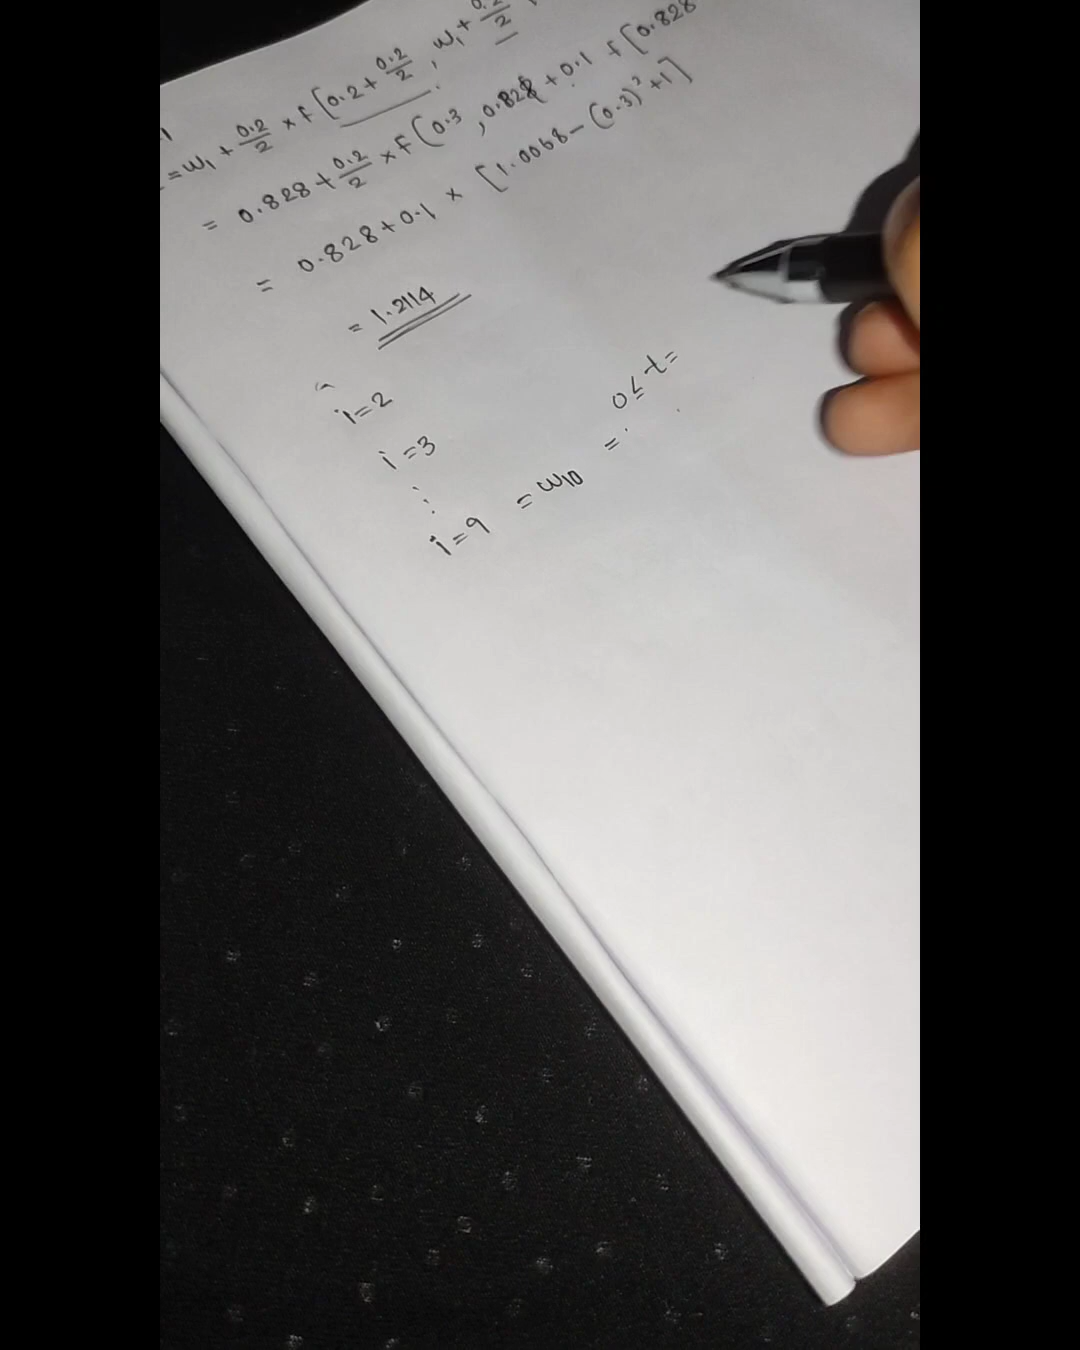 = w₁ + 0.2/2 × f [0.2 + 0.2/2 , w₁ + 0.2/2
= 0.828 + 0.2/2 × f (0.3 , 0.828 + 0.1 f [0.828
= 0.828 + 0.1 × [1.0068 - (0.3)² + 1]
= 1.2114
i=2
i=3
⋮
i=9 = w10 = 0≤ t=